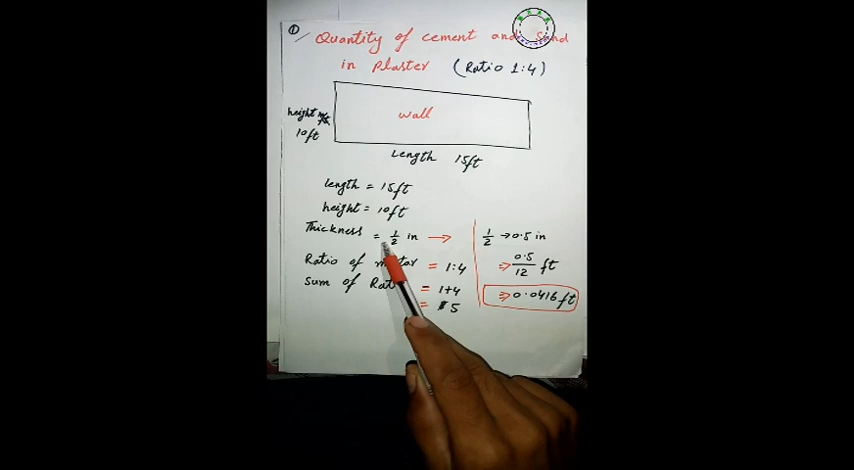 ①/ Quantity of cement and Sand
in Plaster (Ratio 1:4)
wall
height
10ft
Length 15ft
length = 15ft
height = 10ft
Thickness = 1/2 in →
Ratio of = 1:4
Sum of = 1+4
= 5
1/2 → 0.5 in
⇒ 0.5/12 ft
⇒ 0.0416 ft